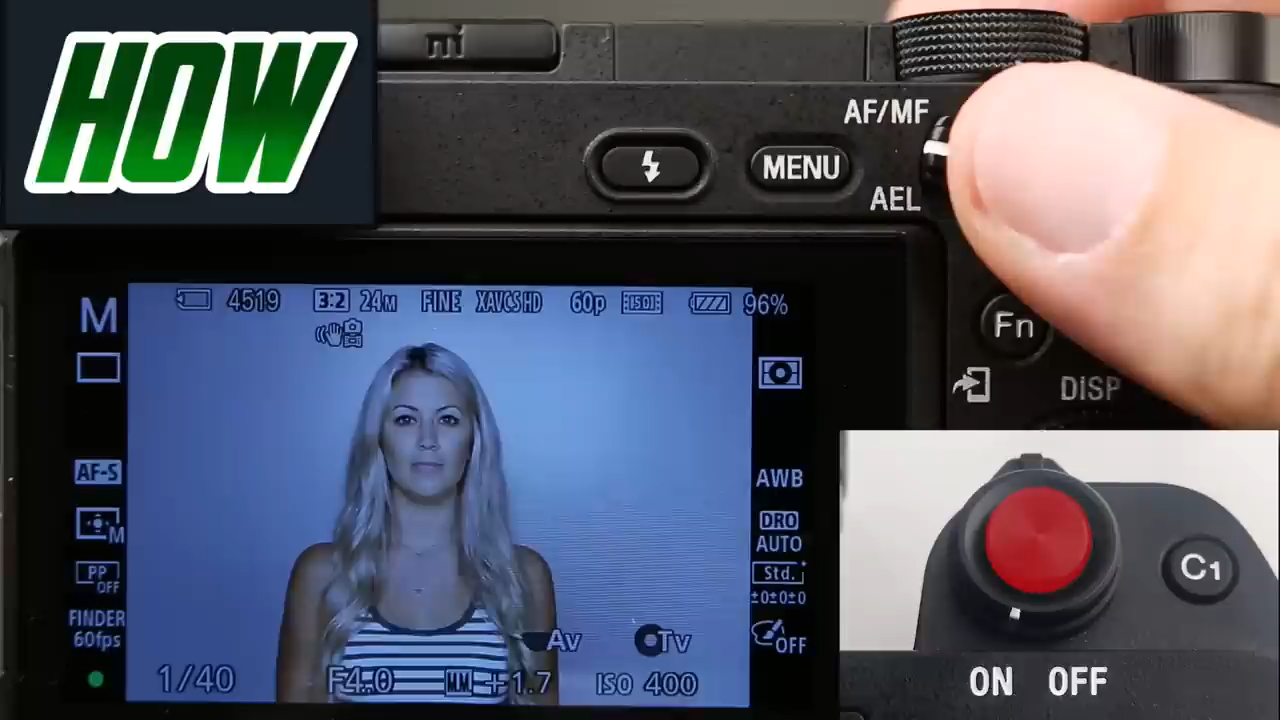 HOW
AF/MF
MENU
AEL
Fn
DISP
M
4519
3:2
24M
FINE
XAVC S HD
60p
96%
AF-S
M
PP
OFF
FINDER
60fps
AWB
DRO
AUTO
Std.
±0±0±0
OFF
Av
Tv
1/40
F4.0
MM
+1.7
ISO 400
C1
ON OFF